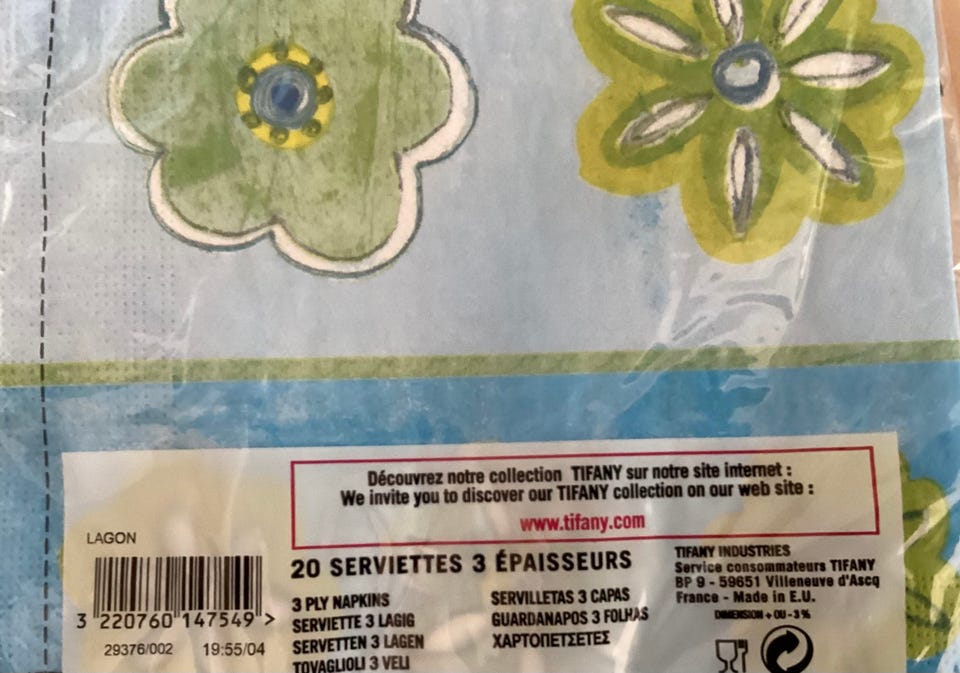 Découvrez notre collection TIFANY sur notre site internet :
We invite you to discover our TIFANY collection on our web site :
www.tifany.com
LAGON
3 220760 147549 >
29376/002 19:55/04
20 SERVIETTES 3 ÉPAISSEURS
3 PLY NAPKINS
SERVIETTE 3 LAGIG
SERVETTEN 3 LAGEN
TOVAGLIOLI 3 VELI
SERVILLETAS 3 CAPAS
GUARDANAPOS 3 FOLHAS
ΧΑΡΤΟΠΕΤΣΕΤΕΣ
TIFANY INDUSTRIES
Service consommateurs TIFANY
BP 9 - 59651 Villeneuve d'Ascq
France - Made in E.U.
DIMENSION + OU - 3 %